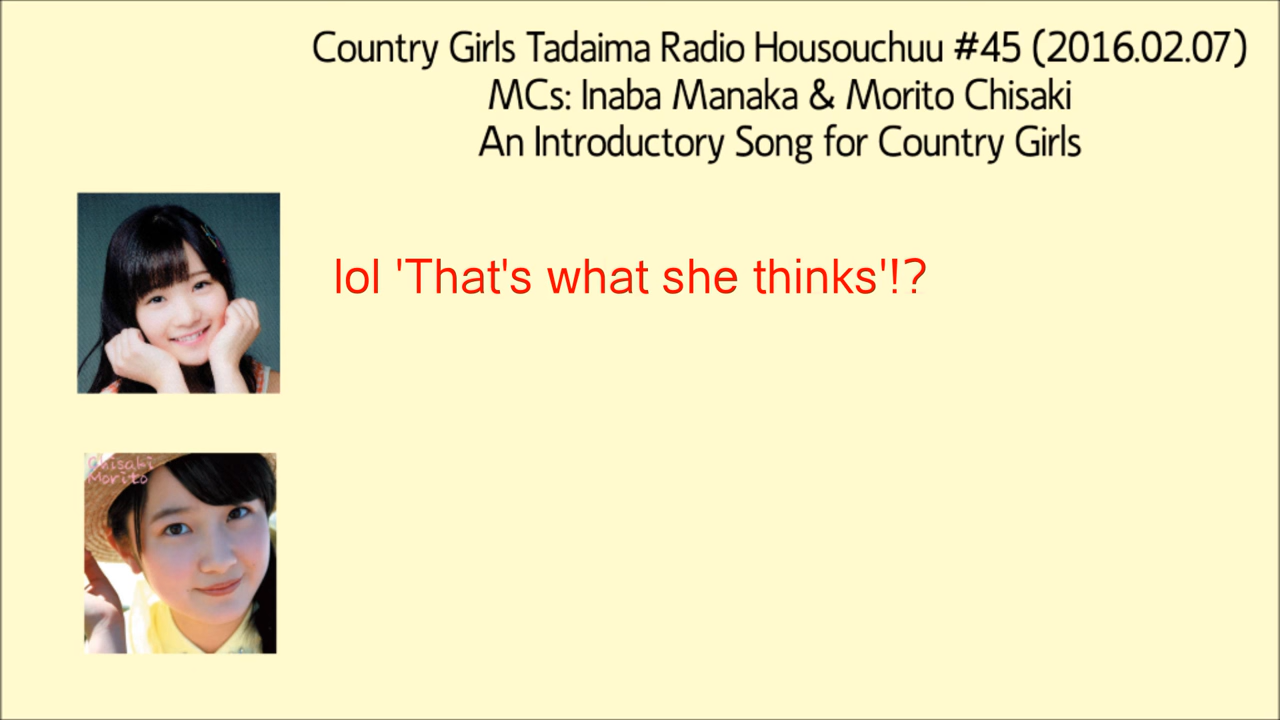 Country Girls Tadaima Radio Housouchuu #45 (2016.02.07)
MCs: Inaba Manaka & Morito Chisaki
An Introductory Song for Country Girls
lol 'That's what she thinks'!?
Chisaki
Morito